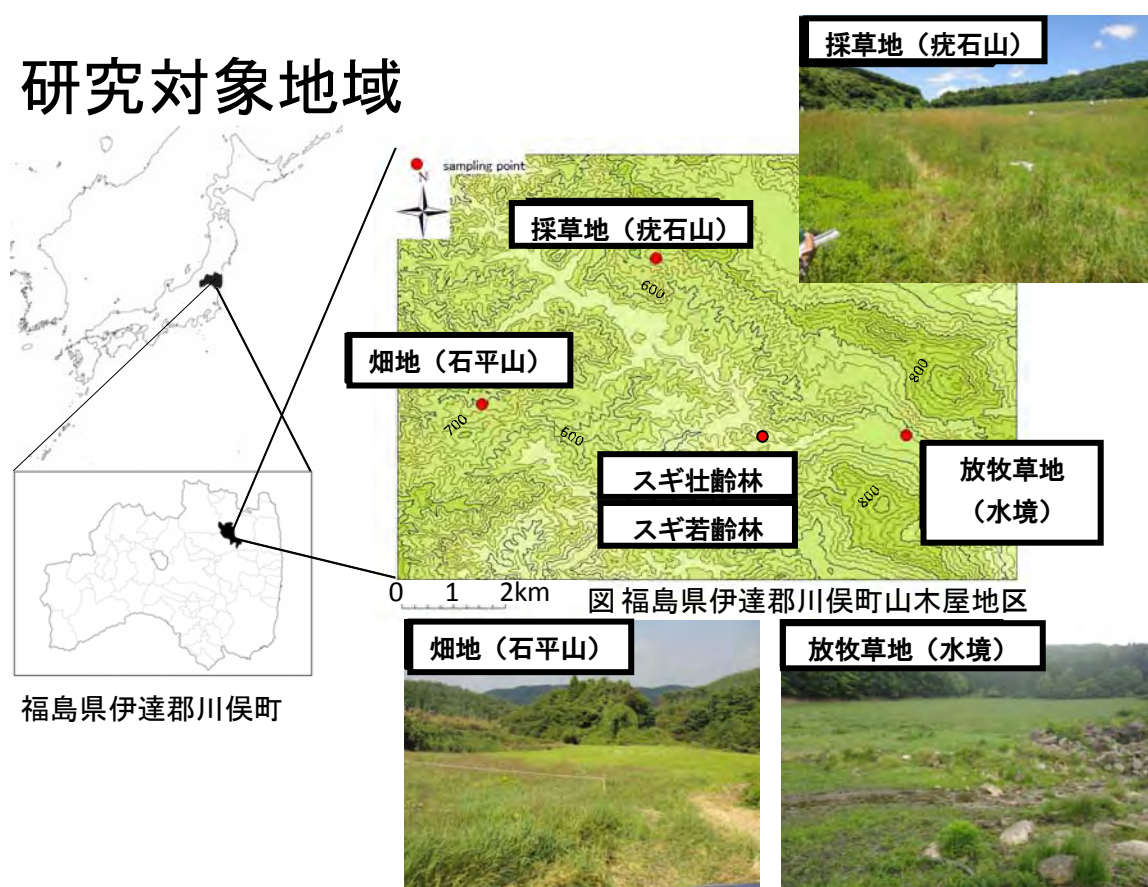 研究対象地域
採草地（疣石山）
sampling point
N
採草地（疣石山）
600
畑地（石平山）
700
600
800
800
スギ壮齢林
スギ若齢林
放牧草地
（水境）
0 1 2km
図 福島県伊達郡川俣町山木屋地区
福島県伊達郡川俣町
畑地（石平山）
放牧草地（水境）